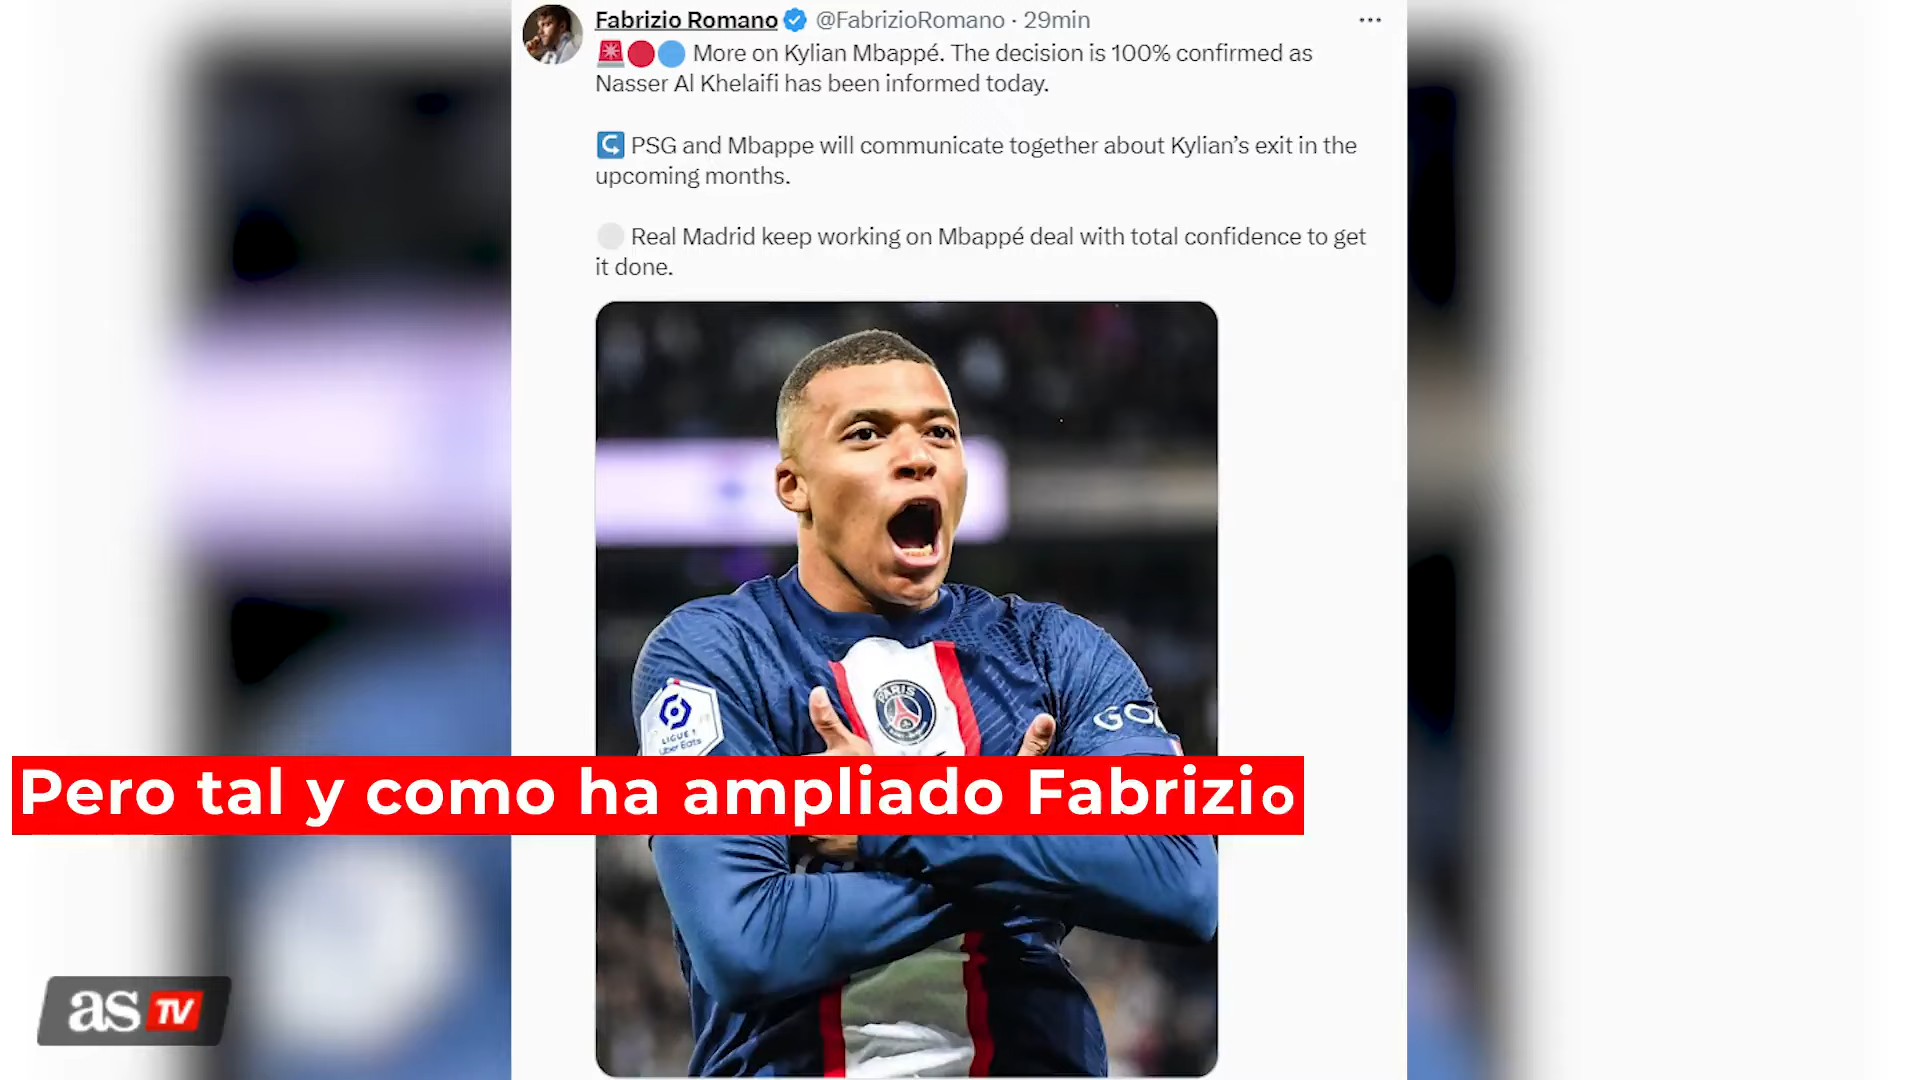 Fabrizio Romano @FabrizioRomano · 29min
More on Kylian Mbappé. The decision is 100% confirmed as
Nasser Al Khelaifi has been informed today.
PSG and Mbappe will communicate together about Kylian’s exit in the
upcoming months.
Real Madrid keep working on Mbappé deal with total confidence to get
it done.
PARIS
GO
LIGUE 1
Uber Eats
Pero tal y como ha ampliado Fabrizio
as TV